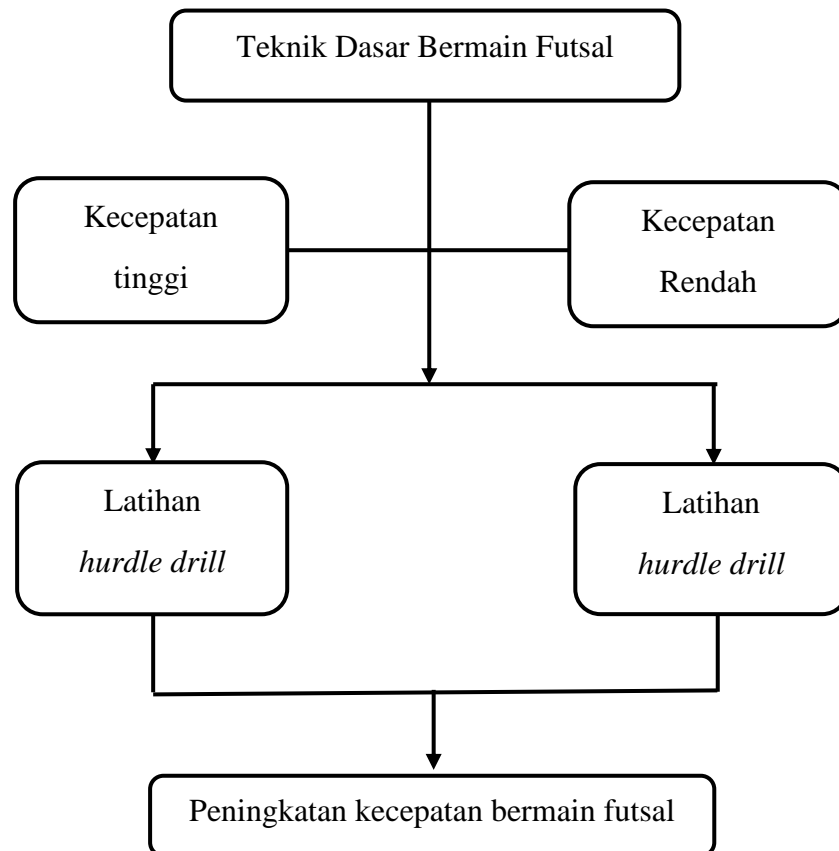 Teknik Dasar Bermain Futsal
Kecepatan
tinggi
Kecepatan
Rendah
Latihan
hurdle drill
Latihan
hurdle drill
Peningkatan kecepatan bermain futsal